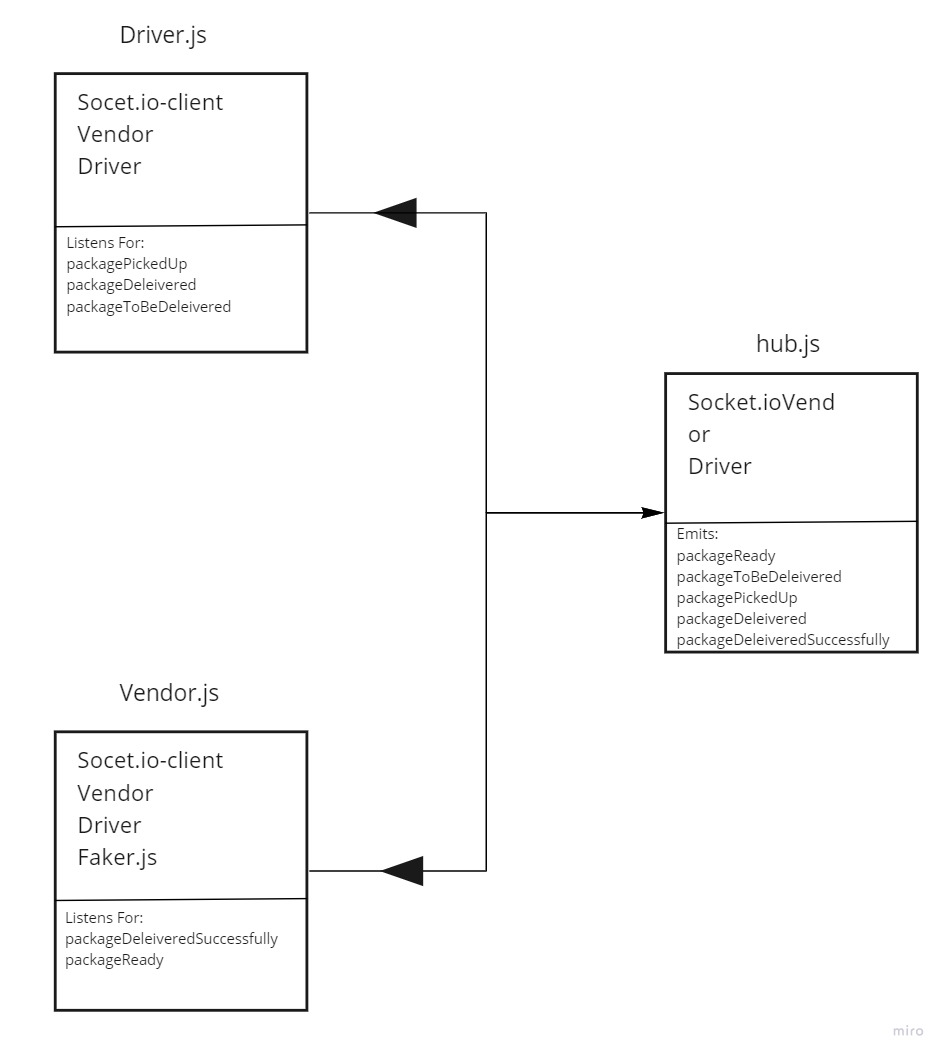 Driver.js
Socet.io-client
Vendor
Driver
Listens For:
packagePickedUp
packageDeleivered
packageToBeDeleivered
hub.js
Socket.ioVend
or
Driver
Emits:
packageReady
packageToBeDeleivered
packagePickedUp
packageDeleivered
packageDeleiveredSuccessfully
Vendor.js
Socet.io-client
Vendor
Driver
Faker.js
Listens For:
packageDeleiveredSuccessfully
packageReady
miro